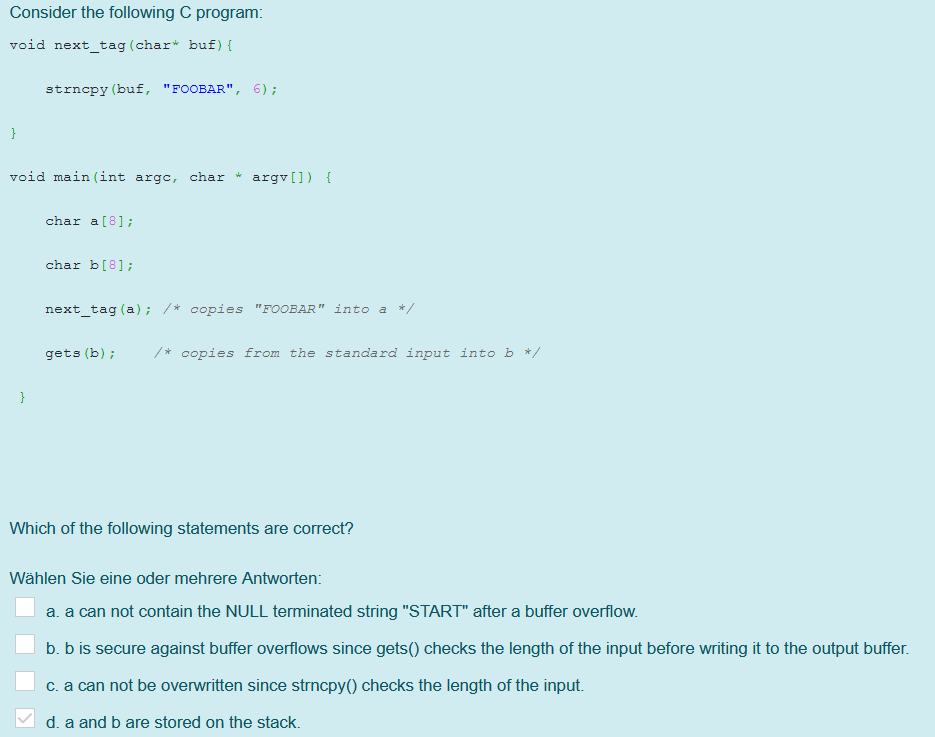 Consider the following C program:
void next_tag(char* buf){
strncpy(buf, "FOOBAR", 6);
}
void main(int argc, char * argv[]) {
char a[8];
char b[8];
next_tag(a); /* copies "FOOBAR" into a */
gets(b); /* copies from the standard input into b */
}
Which of the following statements are correct?
Wählen Sie eine oder mehrere Antworten:
a. a can not contain the NULL terminated string "START" after a buffer overflow.
b. b is secure against buffer overflows since gets() checks the length of the input before writing it to the output buffer.
c. a can not be overwritten since strncpy() checks the length of the input.
d. a and b are stored on the stack.